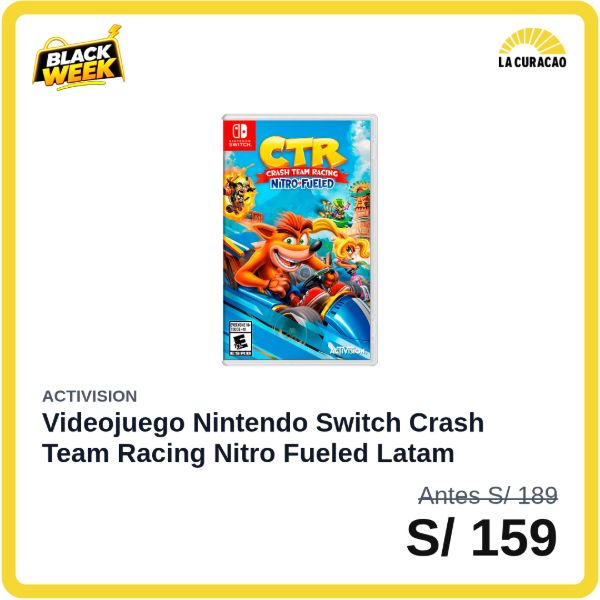 BLACK
WEEK
LA CURACAO
NINTENDO
SWITCH
CTR
CRASH TEAM RACING
NITRO-FUELED
E
ESRB
ACTIVISION
ACTIVISION
Videojuego Nintendo Switch Crash
Team Racing Nitro Fueled Latam
Antes S/ 189
S/ 159